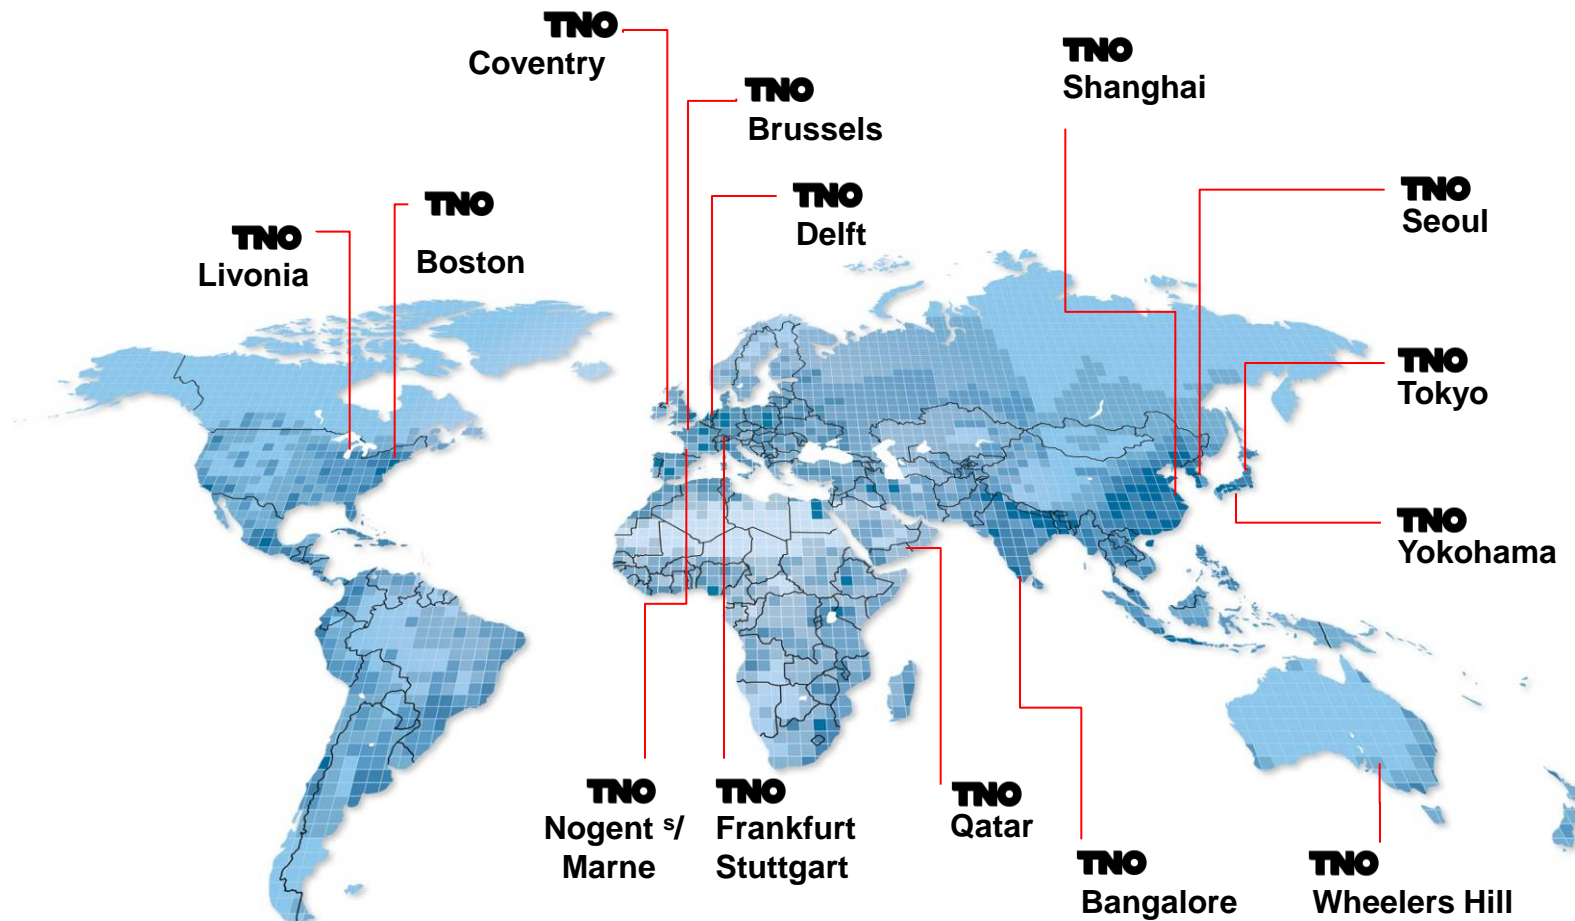 TNO
Coventry
TNO
Brussels
TNO
Shanghai
TNO
Delft
TNO
Seoul
TNO
Boston
TNO
Livonia
TNO
Tokyo
TNO
Yokohama
TNO
Nogent s/
Marne
TNO
Frankfurt
Stuttgart
TNO
Qatar
TNO
Bangalore
TNO
Wheelers Hill